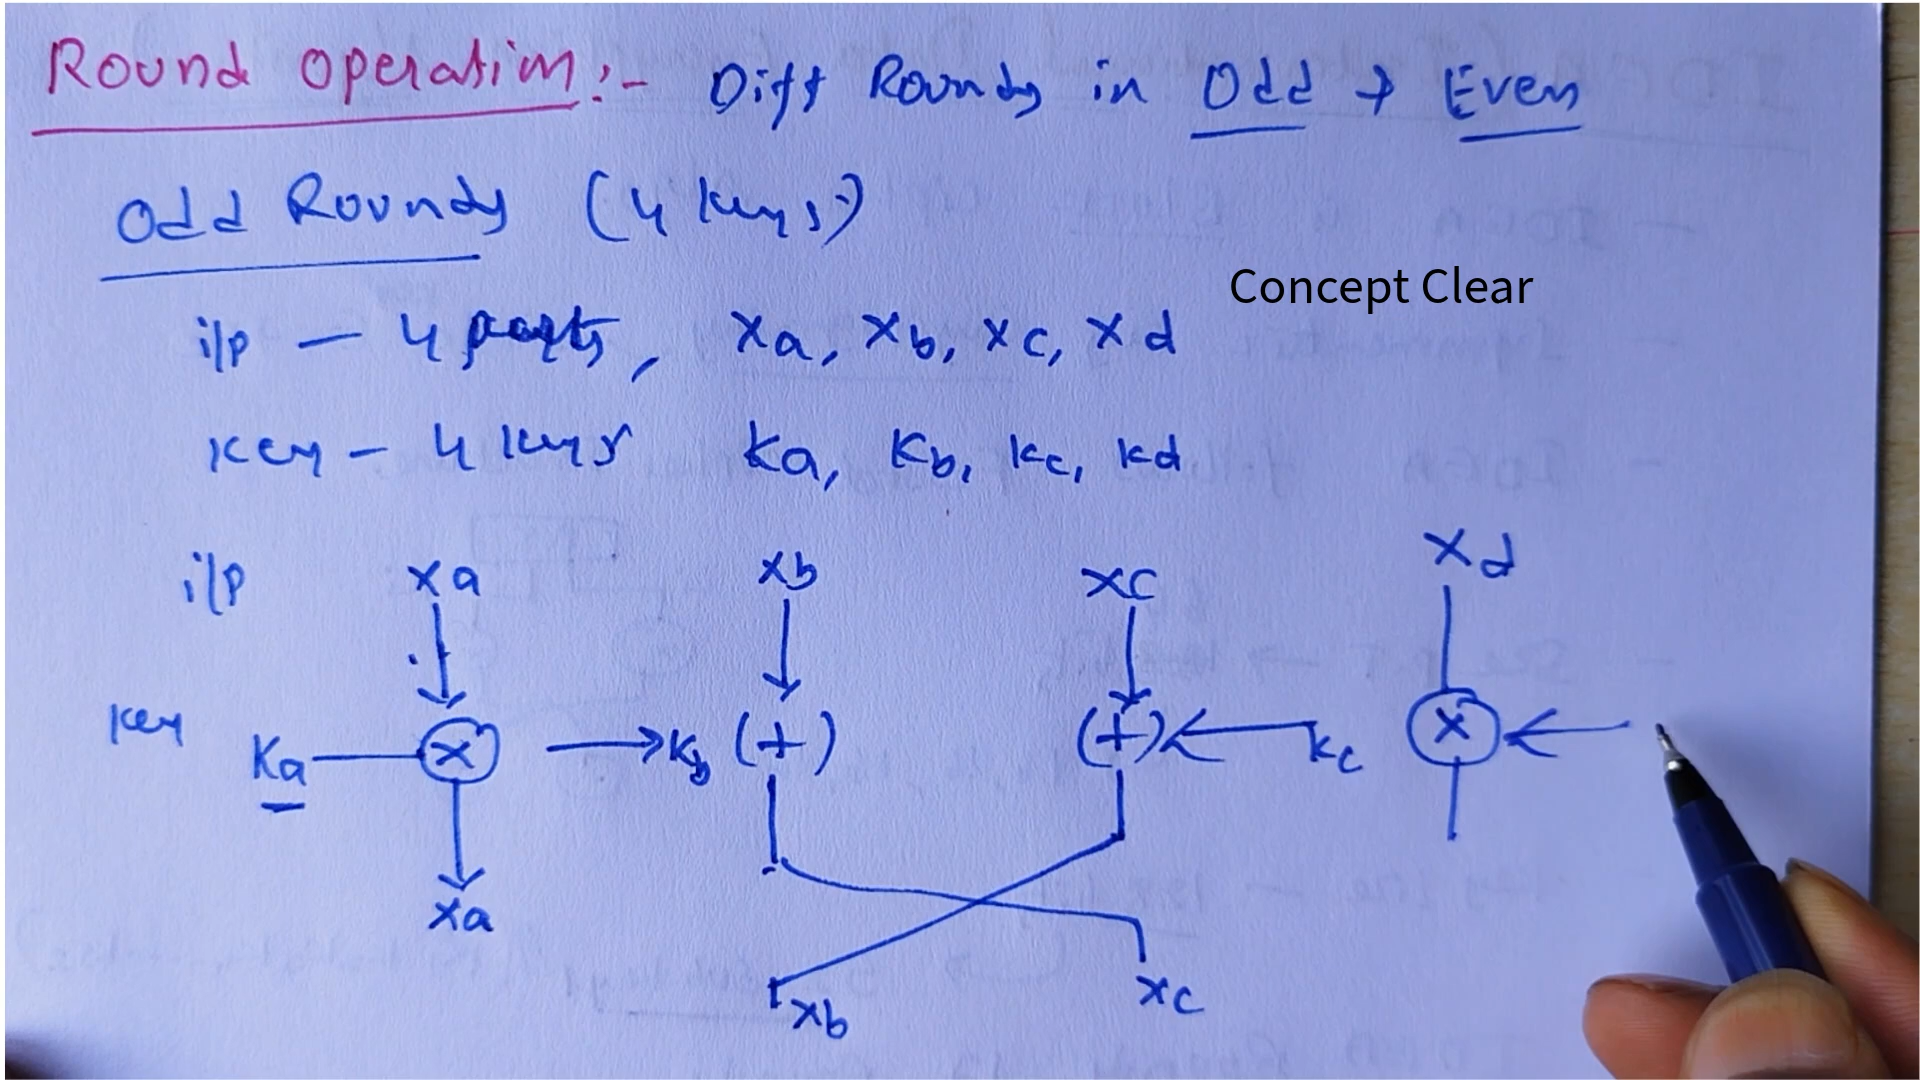 Round Operation :- Diff Rounds in Odd & Even
Odd Rounds (4 keys)
Concept Clear
i/p - 4 parts, Xa, Xb, Xc, Xd
Key - 4 keys Ka, Kb, Kc, Kd
i/p Xa Xb Xc Xd
Key Ka x Kb (+) (+) Kc x
Xa
Xb Xc